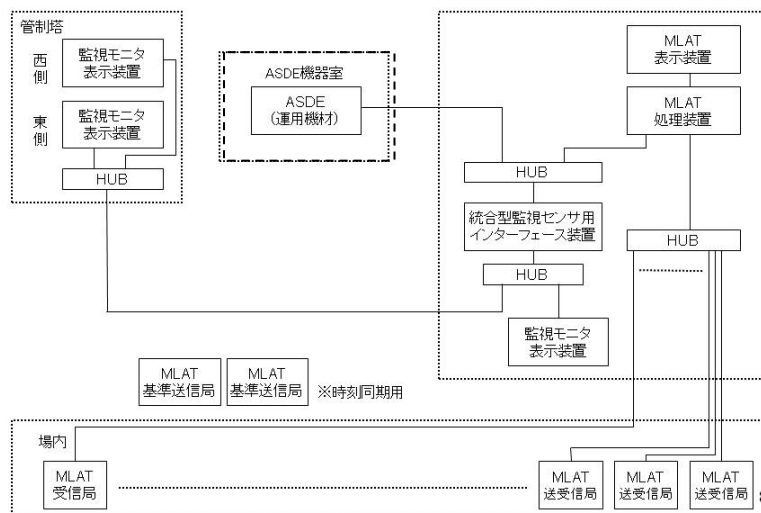 管制塔
西側
監視モニタ
表示装置
東側
監視モニタ
表示装置
HUB
ASDE機器室
ASDE
(運用機材)
MLAT
表示装置
MLAT
処理装置
HUB
統合型監視センサ用
インターフェース装置
HUB
HUB
監視モニタ
表示装置
MLAT
基準送信局
MLAT
基準送信局
※時刻同期用
場内
MLAT
受信局
MLAT
送受信局
MLAT
送受信局
MLAT
送受信局